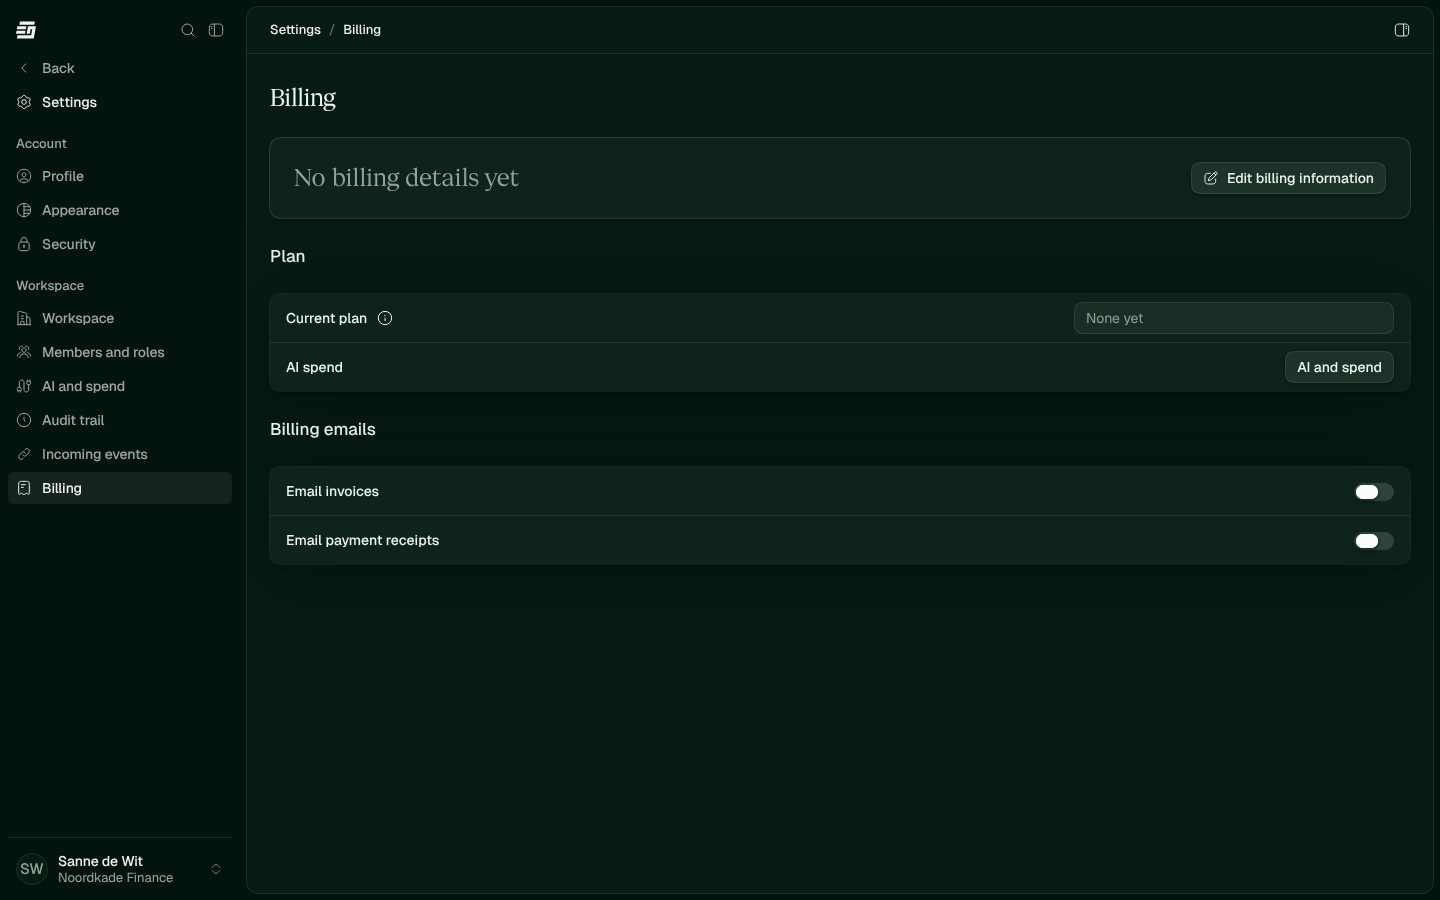 Settings / Billing
Back
Settings
Account
Profile
Appearance
Security
Workspace
Workspace
Members and roles
AI and spend
Audit trail
Incoming events
Billing
SW
Sanne de Wit
Noordkade Finance
Billing
No billing details yet
Edit billing information
Plan
Current plan
None yet
AI spend
AI and spend
Billing emails
Email invoices
Email payment receipts